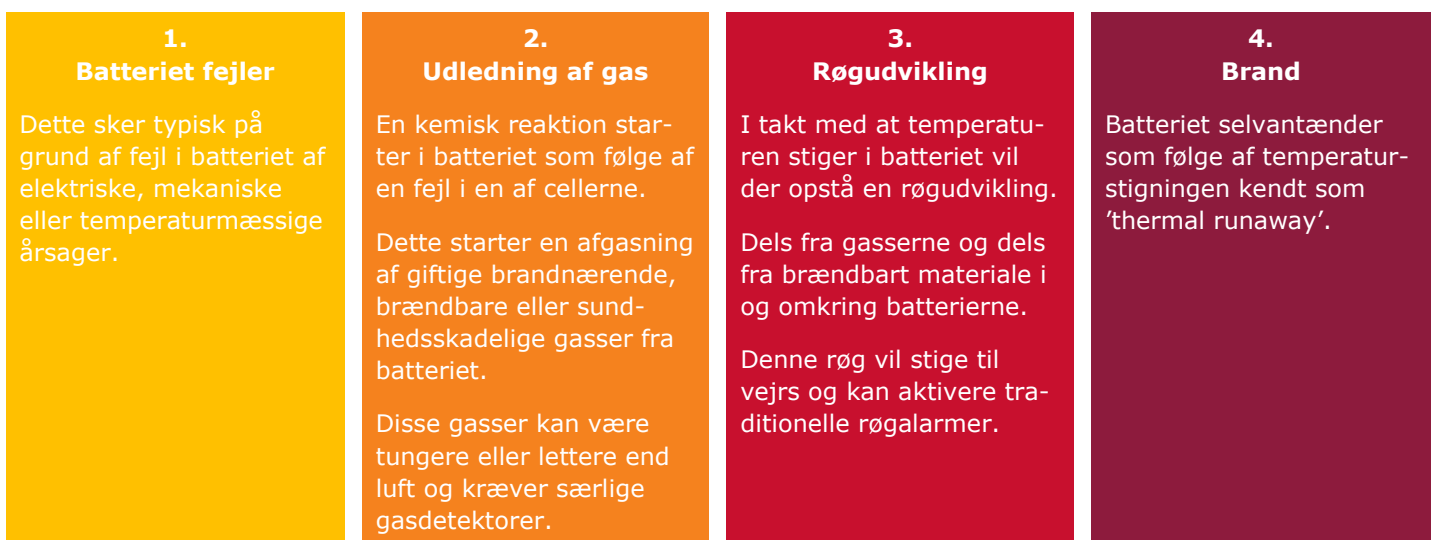 1.
Batteriet fejler
Dette sker typisk på
grund af fejl i batteriet af
elektriske, mekaniske
eller temperaturmæssige
årsager.
2.
Udledning af gas
En kemisk reaktion star-
ter i batteriet som følge af
en fejl i en af cellerne.
Dette starter en afgasning
af giftige brandnærende,
brændbare eller sund-
hedsskadelige gasser fra
batteriet.
Disse gasser kan være
tungere eller lettere end
luft og kræver særlige
gasdetektorer.
3.
Røgudvikling
I takt med at temperatu-
ren stiger i batteriet vil
der opstå en røgudvikling.
Dels fra gasserne og dels
fra brændbart materiale i
og omkring batterierne.
Denne røg vil stige til
vejrs og kan aktivere tra-
ditionelle røgalarmer.
4.
Brand
Batteriet selvantænder
som følge af temperatur-
stigningen kendt som
’thermal runaway’.